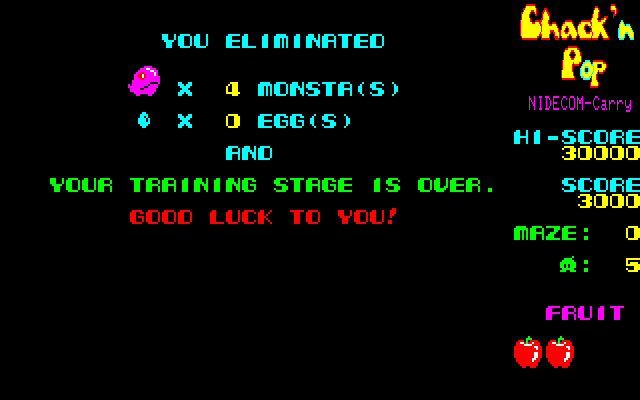 YOU ELIMINATED
X 4 MONSTA(S)
X 0 EGG(S)
AND
YOUR TRAINING STAGE IS OVER.
GOOD LUCK TO YOU!
Chack'n
Pop
NIDECOM-Carry
HI-SCORE
30000
SCORE
3000
MAZE: 0
: 5
FRUIT